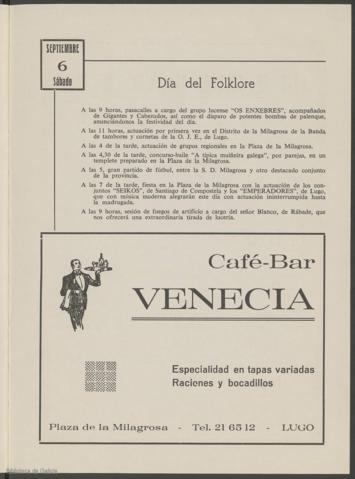 SEPTIEMBRE
6
Sábado
Día del Folklore
A las 9 horas, pasacalles a cargo del grupo lucense "OS ENXEBRES", acompañados
de Gigantes y Cabezudos, así como el disparo de potentes bombas de palenque,
anunciándonos la festividad del día.
A las 11 horas, actuación por primera vez en el Distrito de la Milagrosa de la Banda
de tambores y cornetas de la O. J. E., de Lugo.
A las 4 de la tarde, actuación de grupos regionales en la Plaza de la Milagrosa.
A las 4,30 de la tarde, concurso-baile "A típica muiñeira galega", por parejas, en un
templete preparado en la Plaza de la Milagrosa.
A las 5, gran partido de fútbol, entre la S. D. Milagrosa y otro destacado conjunto
de la provincia.
A las 7 de la tarde, fiesta en la Plaza de la Milagrosa con la actuación de los con-
juntos "SEIKOS", de Santiago de Compostela y los "EMPERADORES", de Lugo,
que con música moderna alegrarán este día con actuación ininterrumpida hasta
la madrugada.
A las 9 horas, sesión de fuegos de artificio a cargo del señor Blanco, de Rábade, que
nos ofrecerá una extraordinaria tirada de lucería.
Café-Bar
VENECIA
Especialidad en tapas variadas
Raciones y bocadillos
Plaza de la Milagrosa - Tel. 21 65 12 - LUGO
Biblioteca de Galicia